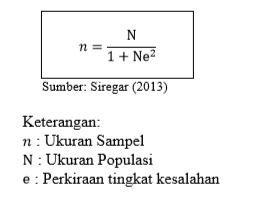 n = N / 1 + Ne²
Sumber: Siregar (2013)
Keterangan:
n : Ukuran Sampel
N : Ukuran Populasi
e : Perkiraan tingkat kesalahan